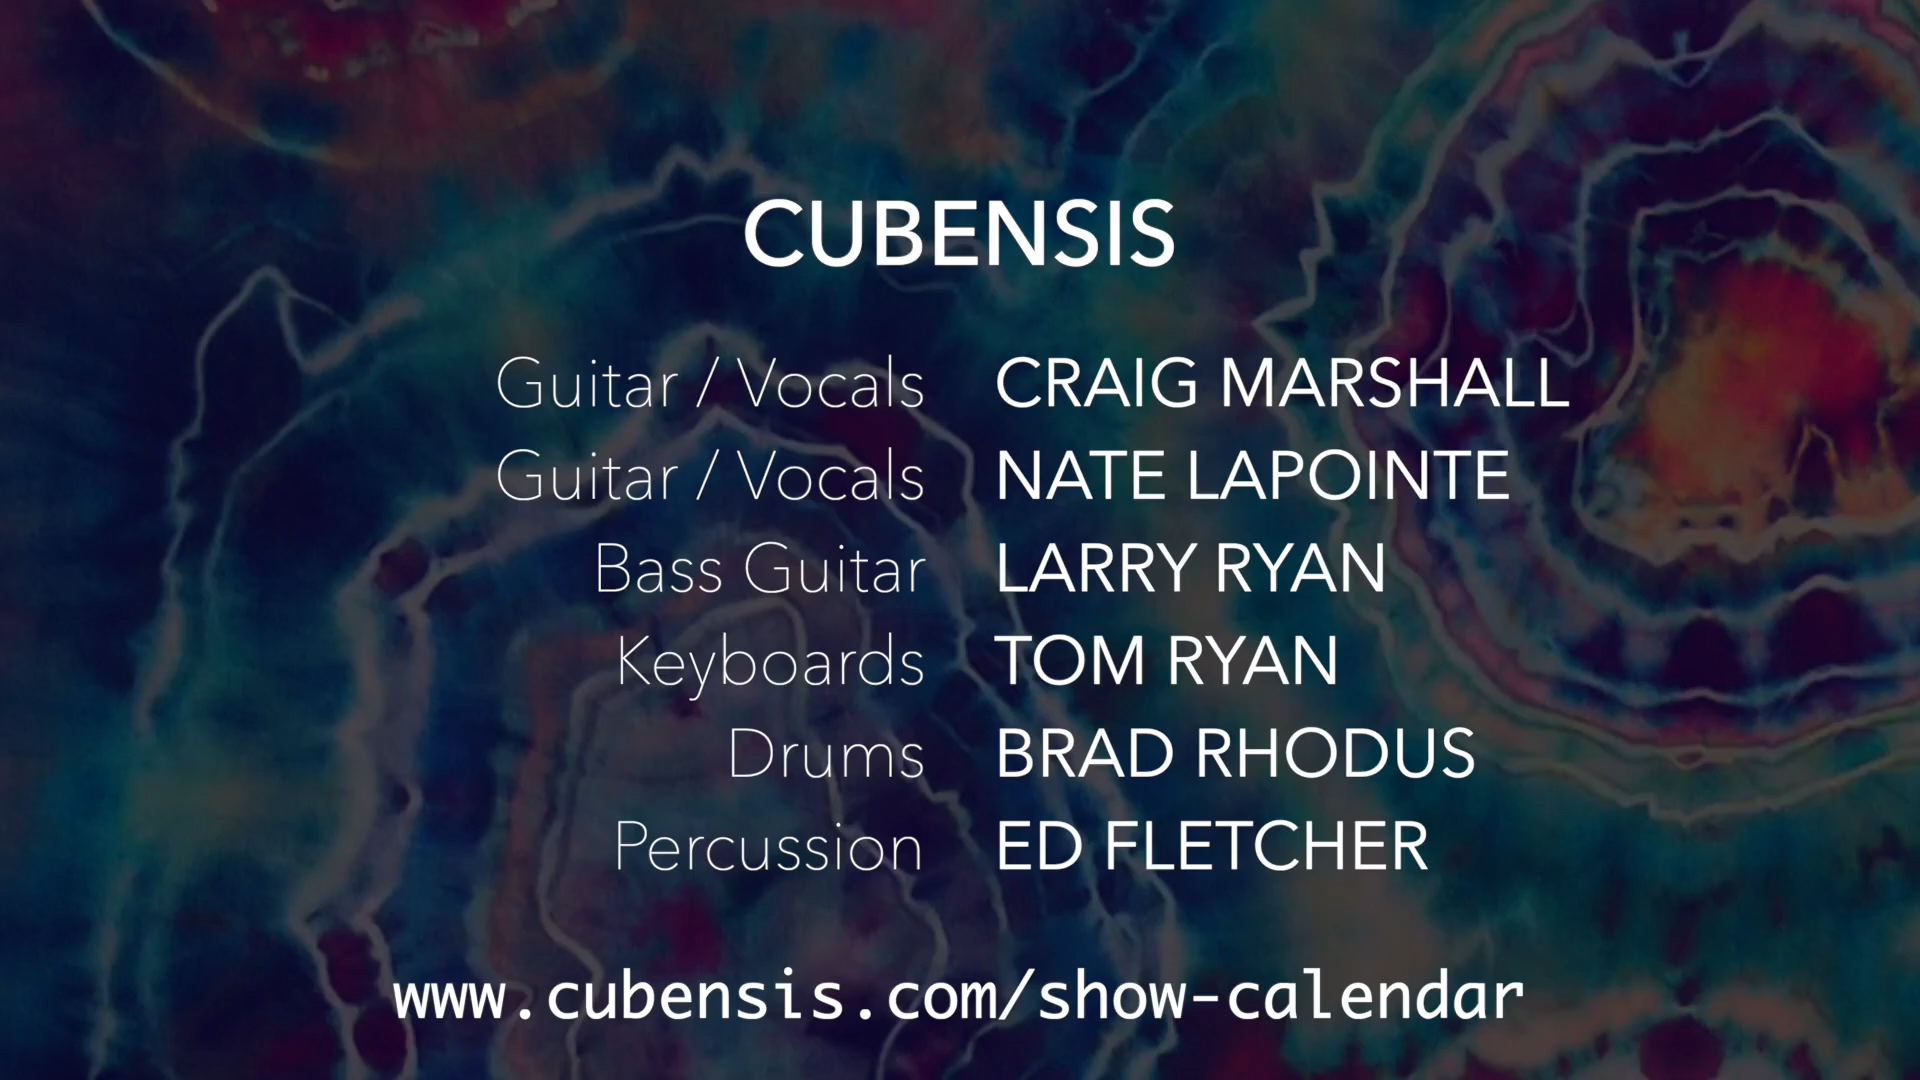 CUBENSIS
Guitar / Vocals CRAIG MARSHALL
Guitar / Vocals NATE LAPOINTE
Bass Guitar LARRY RYAN
Keyboards TOM RYAN
Drums BRAD RHODUS
Percussion ED FLETCHER
www.cubensis.com/show-calendar